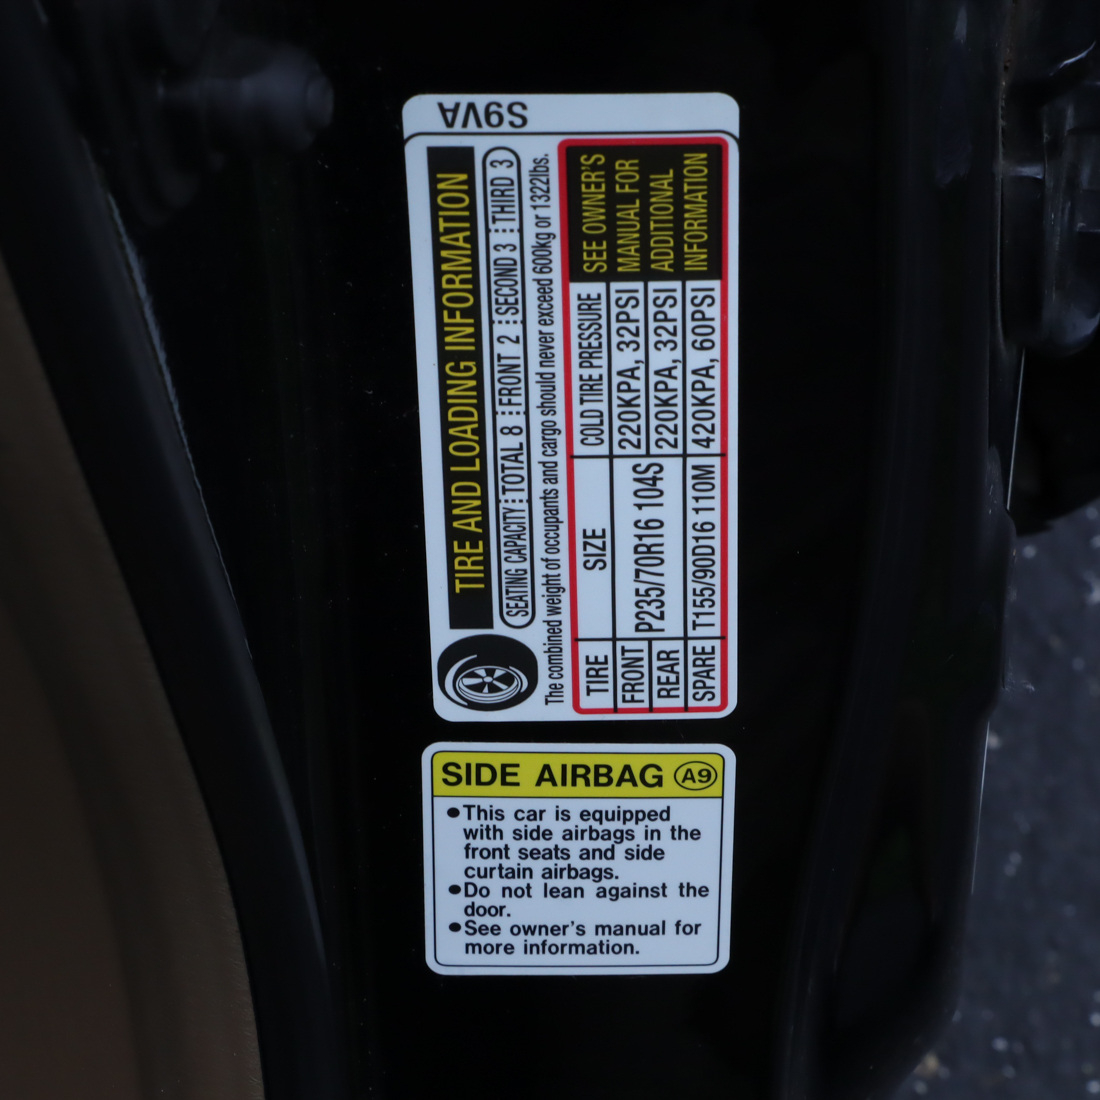 S9VA
TIRE AND LOADING INFORMATION
SEATING CAPACITY TOTAL 8 FRONT 2 SECOND 3 THIRD 3
The combined weight of occupants and cargo should never exceed 600kg or 1322lbs.
TIRE SIZE COLD TIRE PRESSURE
FRONT P235/70R16 104S 220KPA, 32PSI
REAR 220KPA, 32PSI
SPARE T155/90D16 110M 420KPA, 60PSI
SEE OWNER'S
MANUAL FOR
ADDITIONAL
INFORMATION
SIDE AIRBAG A9
•This car is equipped
with side airbags in the
front seats and side
curtain airbags.
•Do not lean against the
door.
•See owner's manual for
more information.